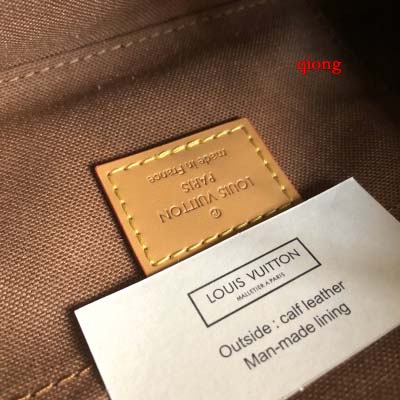 qiong
©
LOUIS VUITTON
PARIS
made in France
LOUIS VUITTON
MALLETIER A PARIS
Outside : calf leather
Man-made lining